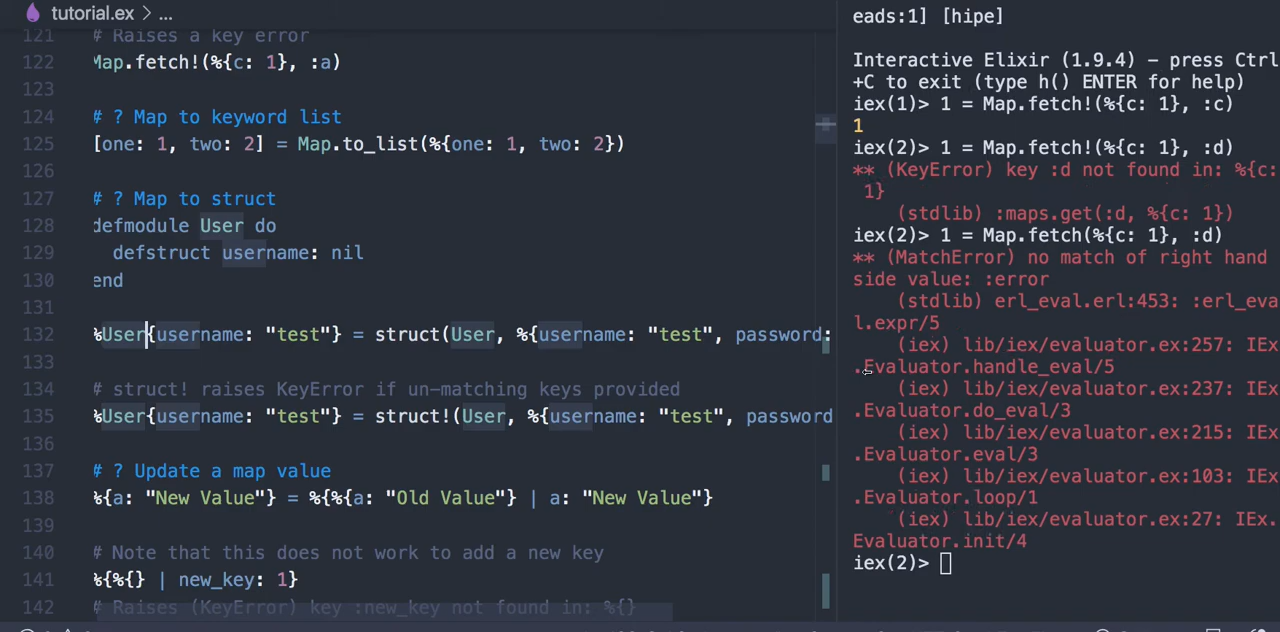 tutorial.ex > ...
121 # Raises a key error
122 Map.fetch!(%{c: 1}, :a)
123
124 # ? Map to keyword list
125 [one: 1, two: 2] = Map.to_list(%{one: 1, two: 2})
126
127 # ? Map to struct
128 defmodule User do
129 defstruct username: nil
130 end
131
132 %User{username: "test"} = struct(User, %{username: "test", password:
133
134 # struct! raises KeyError if un-matching keys provided
135 %User{username: "test"} = struct!(User, %{username: "test", password
136
137 # ? Update a map value
138 %{a: "New Value"} = %{%{a: "Old Value"} | a: "New Value"}
139
140 # Note that this does not work to add a new key
141 %{%{} | new_key: 1}
142 # Raises (KeyError) key :new_key not found in: %{}
eads:1] [hipe]
Interactive Elixir (1.9.4) - press Ctrl
+C to exit (type h() ENTER for help)
iex(1)> 1 = Map.fetch!(%{c: 1}, :c)
1
iex(2)> 1 = Map.fetch!(%{c: 1}, :d)
** (KeyError) key :d not found in: %{c:
1}
(stdlib) :maps.get(:d, %{c: 1})
iex(2)> 1 = Map.fetch(%{c: 1}, :d)
** (MatchError) no match of right hand
side value: :error
(stdlib) erl_eval.erl:453: :erl_eva
l.expr/5
(iex) lib/iex/evaluator.ex:257: IEx
.Evaluator.handle_eval/5
(iex) lib/iex/evaluator.ex:237: IEx
.Evaluator.do_eval/3
(iex) lib/iex/evaluator.ex:215: IEx
.Evaluator.eval/3
(iex) lib/iex/evaluator.ex:103: IEx
.Evaluator.loop/1
(iex) lib/iex/evaluator.ex:27: IEx.
Evaluator.init/4
iex(2)>